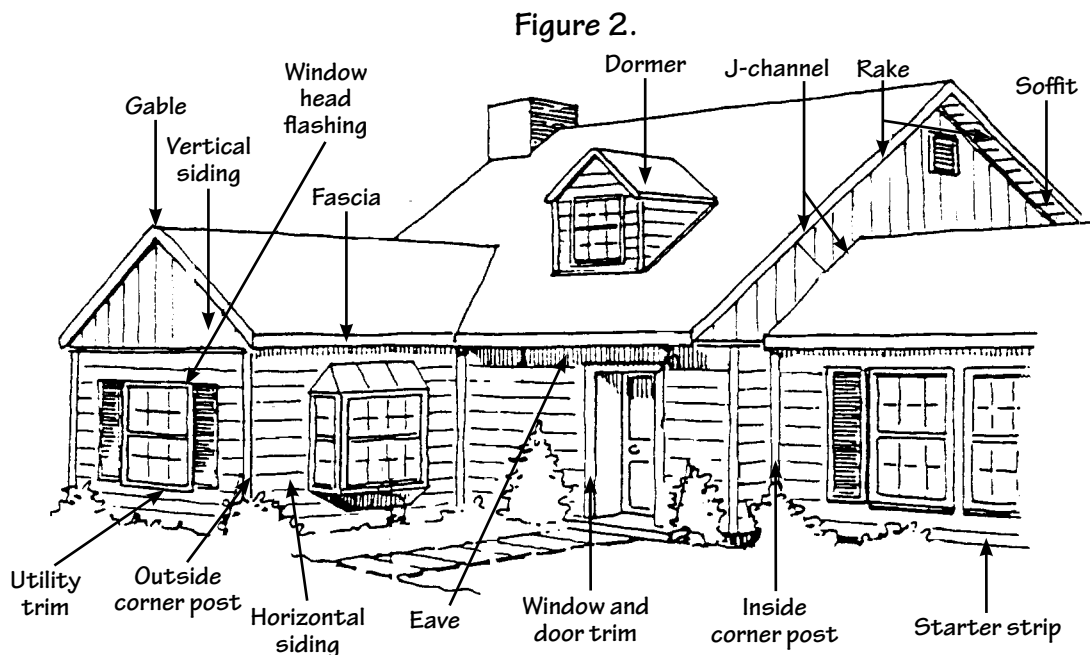 Figure 2.
Window
head
flashing
Dormer
J-channel
Rake
Soffit
Gable
Vertical
siding
Fascia
Utility
trim
Outside
corner post
Horizontal
siding
Eave
Window and
door trim
Inside
corner post
Starter strip